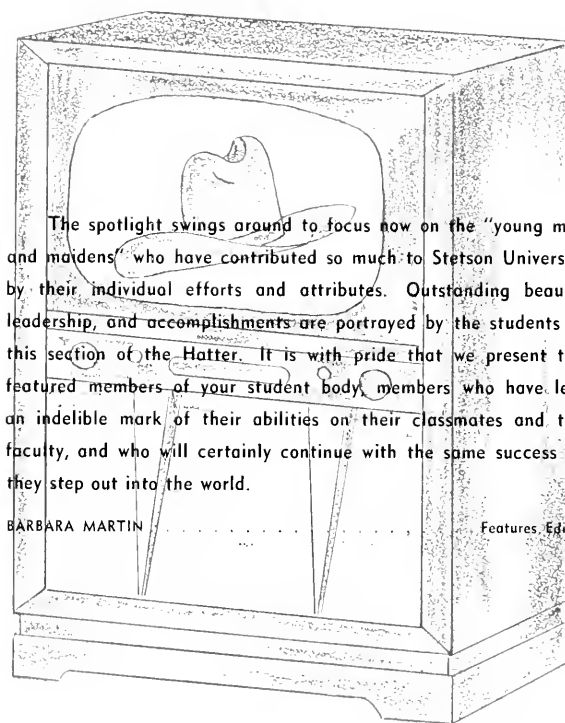 The spotlight swings around to focus now on the "young m
and maidens" who have contributed so much to Stetson Univers
by their individual efforts and attributes. Outstanding beau
leadership, and accomplishments are portrayed by the students
this section of the Hatter. It is with pride that we present t
featured members of your student body, members who have le
an indelible mark of their abilities on their classmates and t
faculty, and who will certainly continue with the same success
they step out into the world.
BARBARA MARTIN . . . . . . . . . . . . . . . , Features Edi